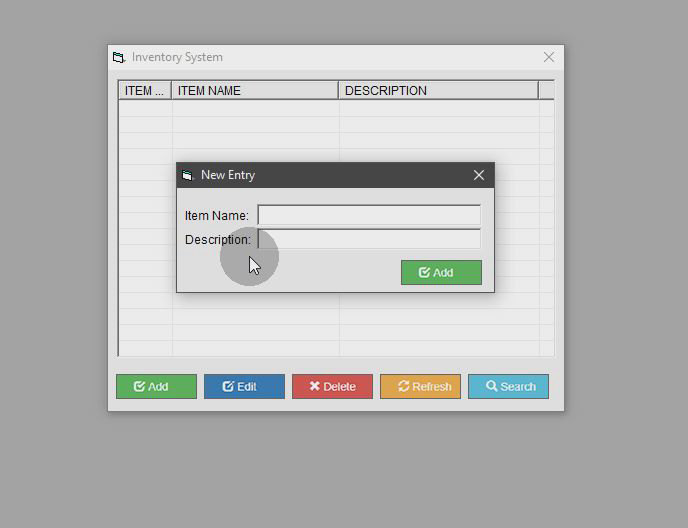 Inventory System
ITEM ... ITEM NAME DESCRIPTION
New Entry
Item Name:
Description:
Add
Add Edit Delete Refresh Search